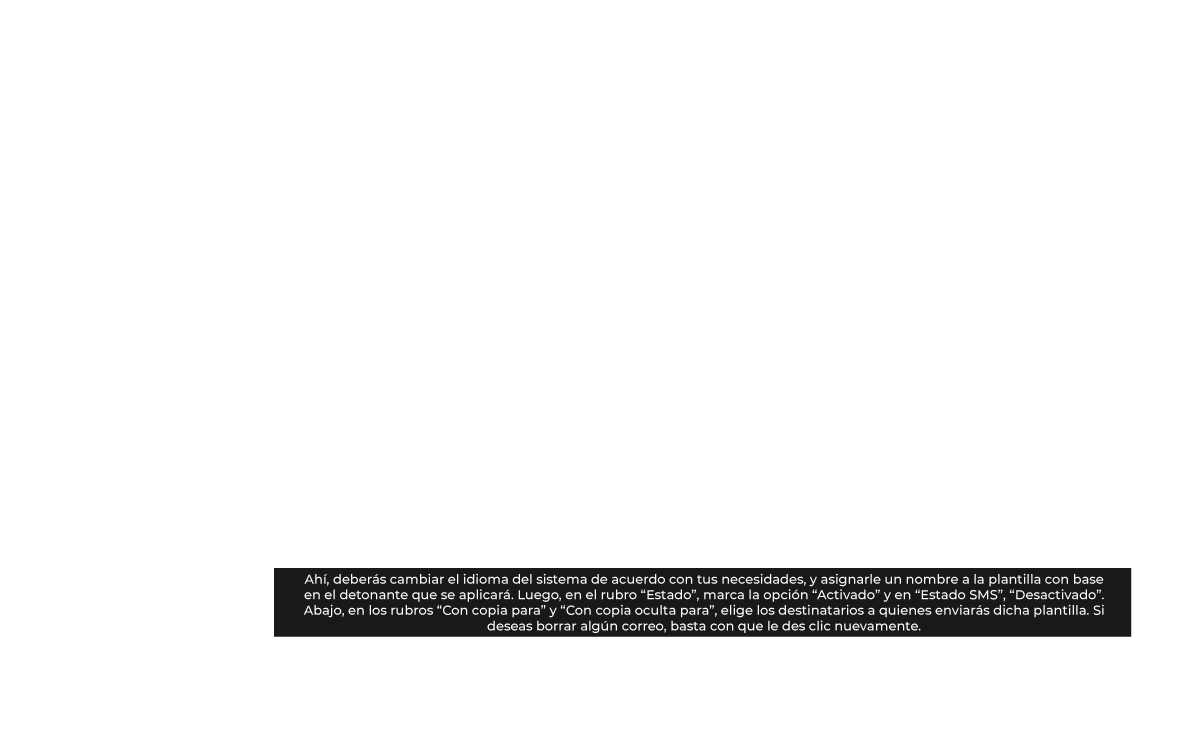 Ahí, deberás cambiar el idioma del sistema de acuerdo con tus necesidades, y asignarle un nombre a la plantilla con base
en el detonante que se aplicará. Luego, en el rubro “Estado”, marca la opción “Activado” y en “Estado SMS”, “Desactivado”.
Abajo, en los rubros “Con copia para” y “Con copia oculta para”, elige los destinatarios a quienes enviarás dicha plantilla. Si
deseas borrar algún correo, basta con que le des clic nuevamente.